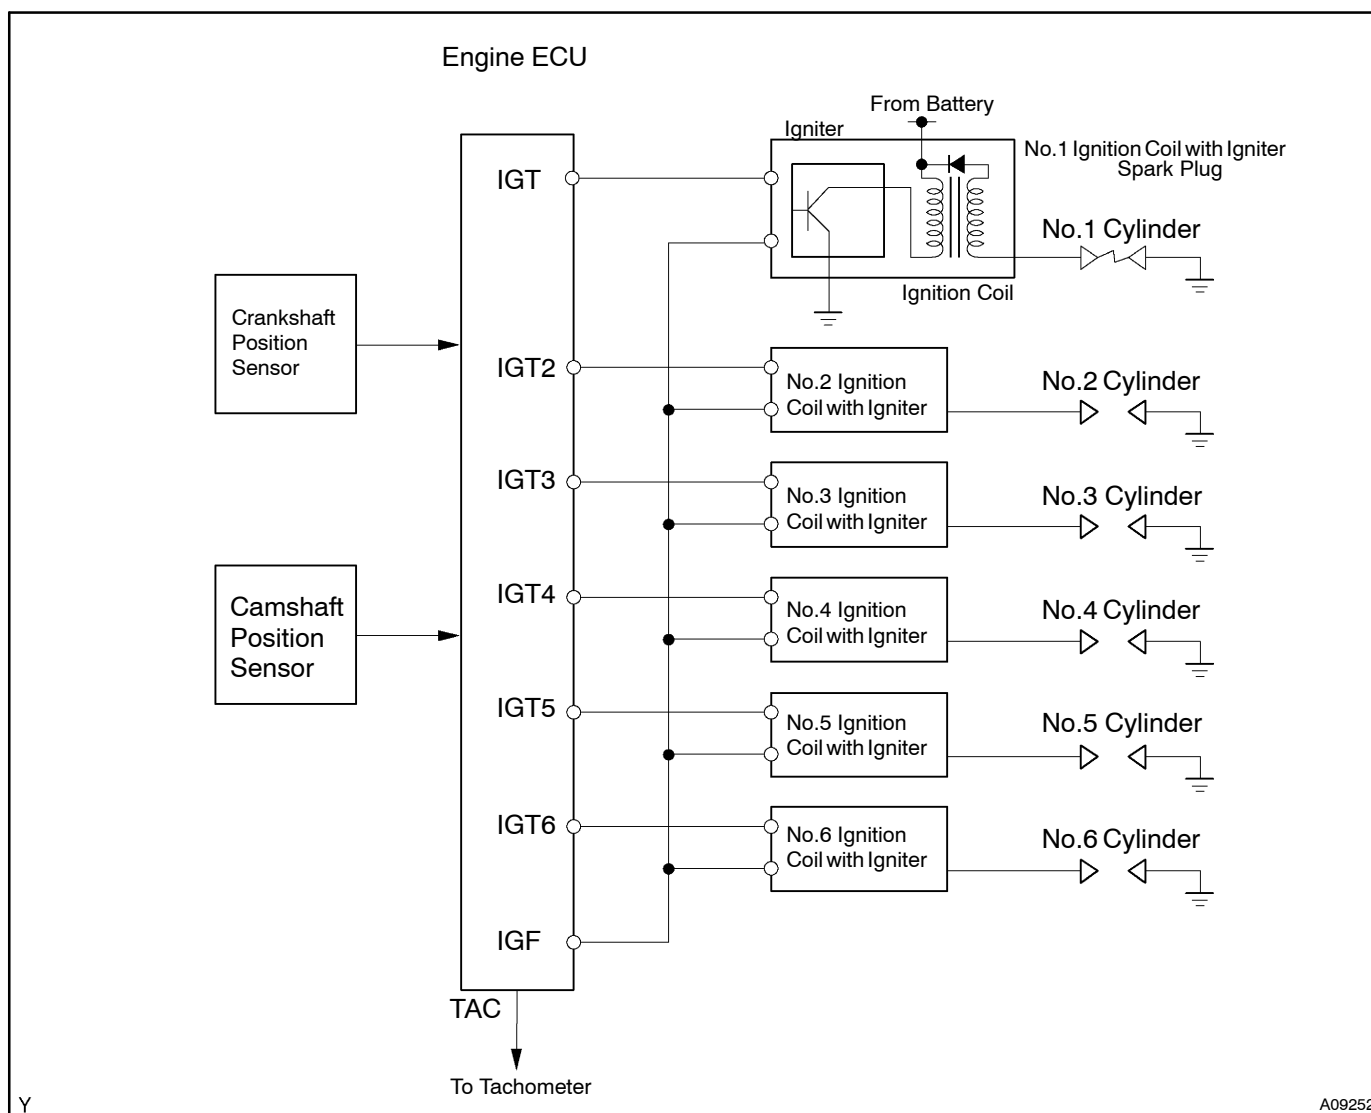 Engine ECU
From Battery
Igniter
No.1 Ignition Coil with Igniter
Spark Plug
IGT
No.1 Cylinder
Ignition Coil
Crankshaft
Position
Sensor
IGT2
No.2 Ignition
Coil with Igniter
No.2 Cylinder
IGT3
No.3 Ignition
Coil with Igniter
No.3 Cylinder
Camshaft
Position
Sensor
IGT4
No.4 Ignition
Coil with Igniter
No.4 Cylinder
IGT5
No.5 Ignition
Coil with Igniter
No.5 Cylinder
IGT6
No.6 Ignition
Coil with Igniter
No.6 Cylinder
IGF
TAC
To Tachometer
Y
A09252